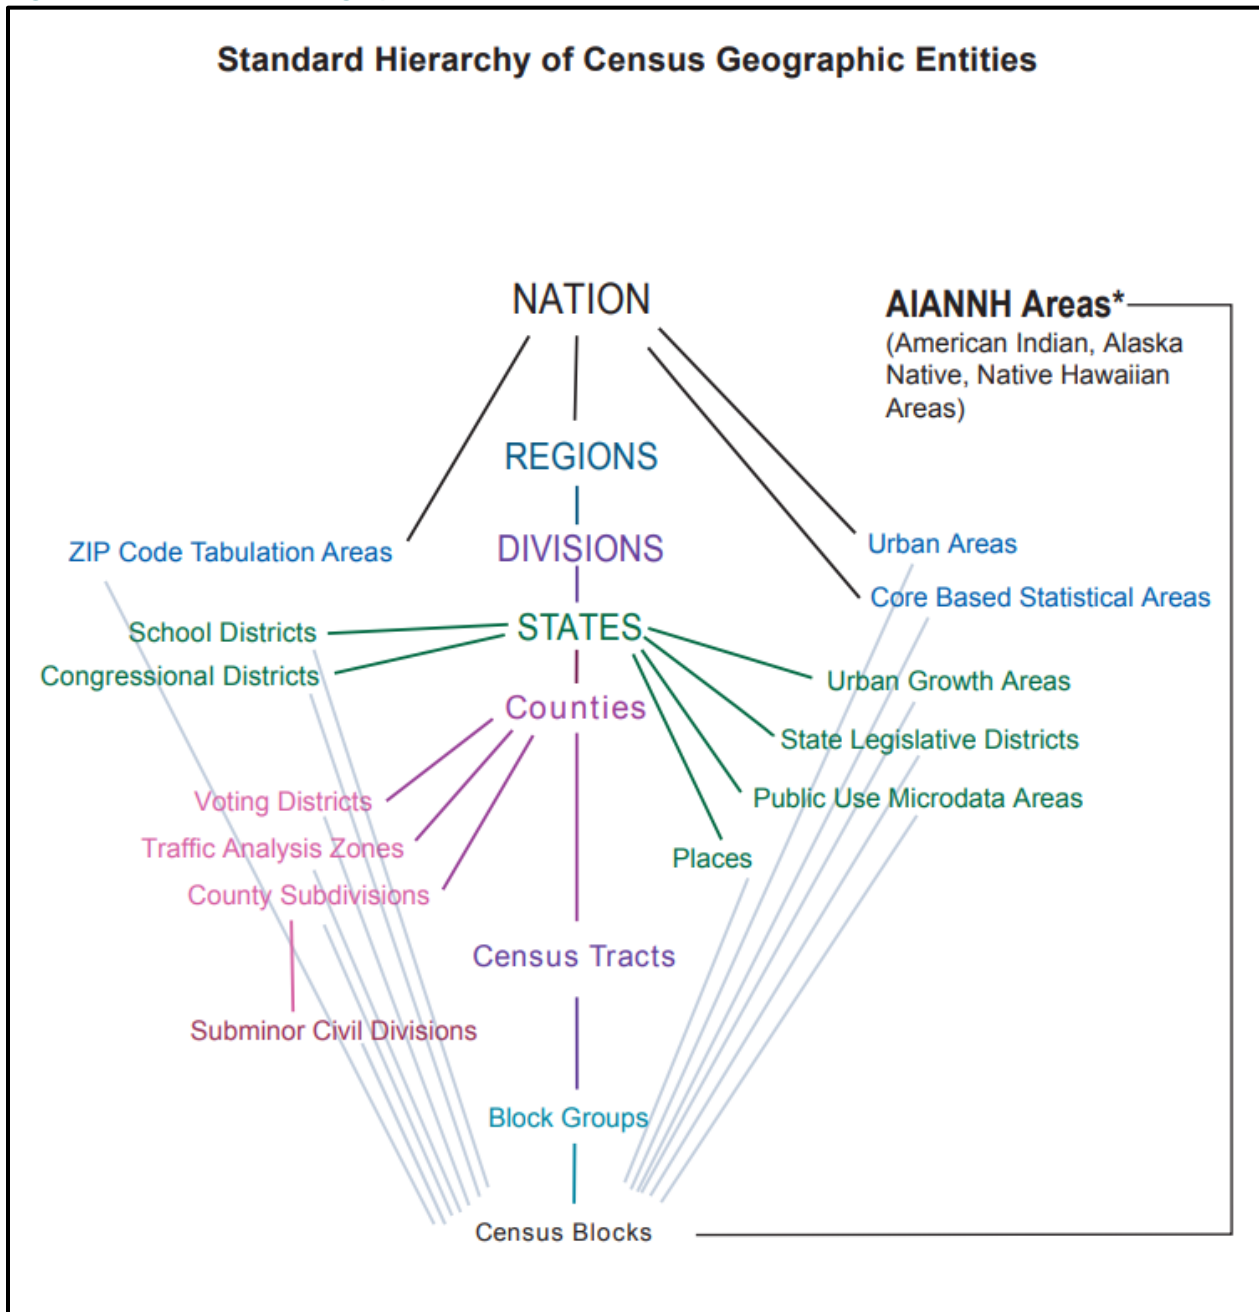 Standard Hierarchy of Census Geographic Entities
NATION
AIANNH Areas*
(American Indian, Alaska
Native, Native Hawaiian
Areas)
REGIONS
ZIP Code Tabulation Areas
DIVISIONS
Urban Areas
Core Based Statistical Areas
School Districts
STATES
Congressional Districts
Urban Growth Areas
Counties
State Legislative Districts
Voting Districts
Public Use Microdata Areas
Traffic Analysis Zones
Places
County Subdivisions
Census Tracts
Subminor Civil Divisions
Block Groups
Census Blocks